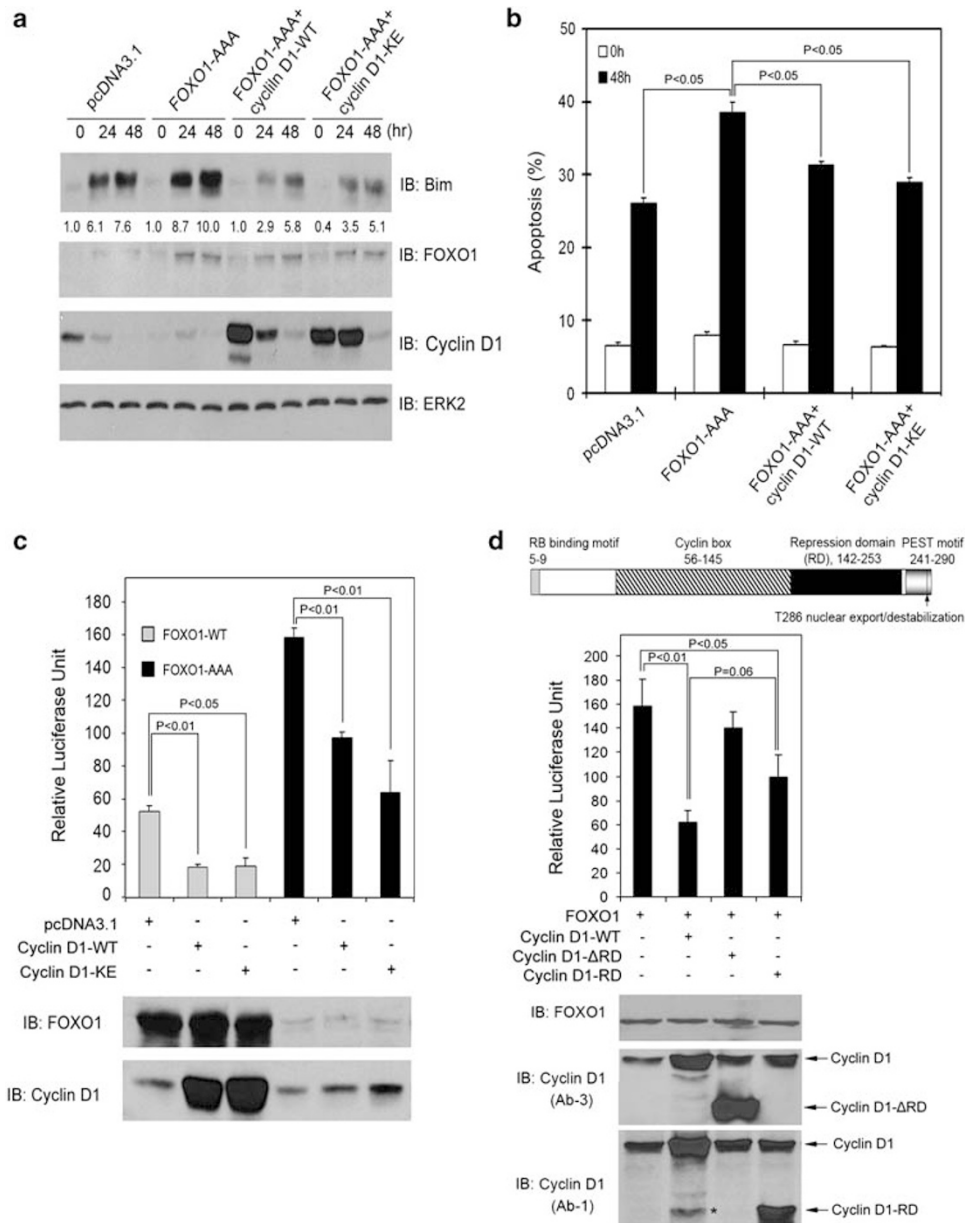 a
pcDNA3.1
FOXO1-AAA
FOXO1-AAA+
cyclin D1-WT
FOXO1-AAA+
cyclin D1-KE
0 24 48 0 24 48 0 24 48 0 24 48 (hr)
IB: Bim
1.0 6.1 7.6 1.0 8.7 10.0 1.0 2.9 5.8 0.4 3.5 5.1
IB: FOXO1
IB: Cyclin D1
IB: ERK2
b
50
40
30
20
10
0
Apoptosis (%)
0h
48h
P<0.05
P<0.05
P<0.05
pcDNA3.1
FOXO1-AAA
FOXO1-AAA+
cyclin D1-WT
FOXO1-AAA+
cyclin D1-KE
c
180
160
140
120
100
80
60
40
20
0
Relative Luciferase Unit
FOXO1-WT
FOXO1-AAA
P<0.05
P<0.01
P<0.01
P<0.01
pcDNA3.1 + - - + - -
Cyclin D1-WT - + - - + -
Cyclin D1-KE - - + - - +
IB: FOXO1
IB: Cyclin D1
d
RB binding motif Cyclin box Repression domain PEST motif
5-9 56-145 (RD), 142-253 241-290
T286 nuclear export/destabilization
200
180
160
140
120
100
80
60
40
20
0
Relative Luciferase Unit
P<0.05
P<0.01
P=0.06
FOXO1 + + + +
Cyclin D1-WT - + - -
Cyclin D1-ΔRD - - + -
Cyclin D1-RD - - - +
IB: FOXO1
IB: Cyclin D1
(Ab-3)
Cyclin D1
Cyclin D1-ΔRD
IB: Cyclin D1
(Ab-1)
Cyclin D1
* Cyclin D1-RD